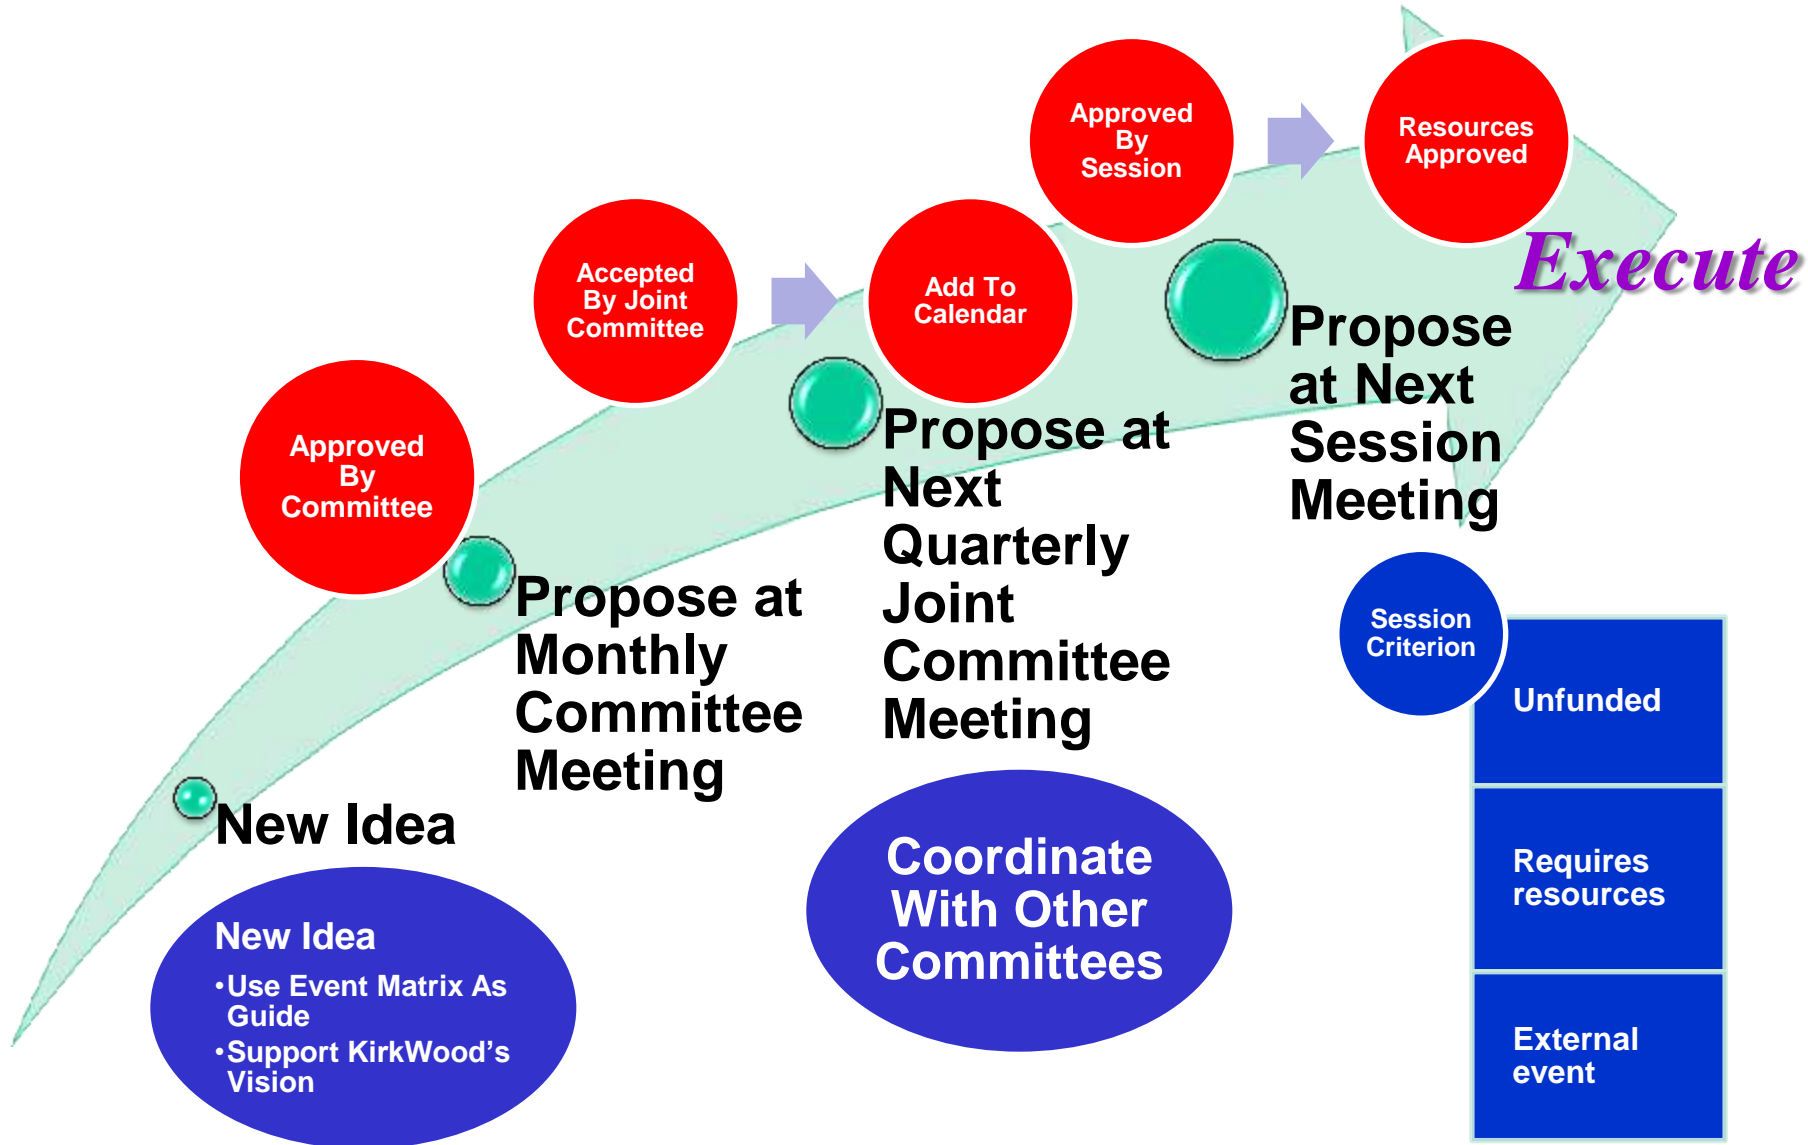 Approved
By
Session
Resources
Approved
Execute
Accepted
By Joint
Committee
Add To
Calendar
Propose
at Next
Session
Meeting
Approved
By
Committee
Propose at
Next
Quarterly
Joint
Committee
Meeting
Propose at
Monthly
Committee
Meeting
New Idea
Session
Criterion
Unfunded
Requires
resources
External
event
Coordinate
With Other
Committees
New Idea
•Use Event Matrix As
Guide
•Support KirkWood's
Vision